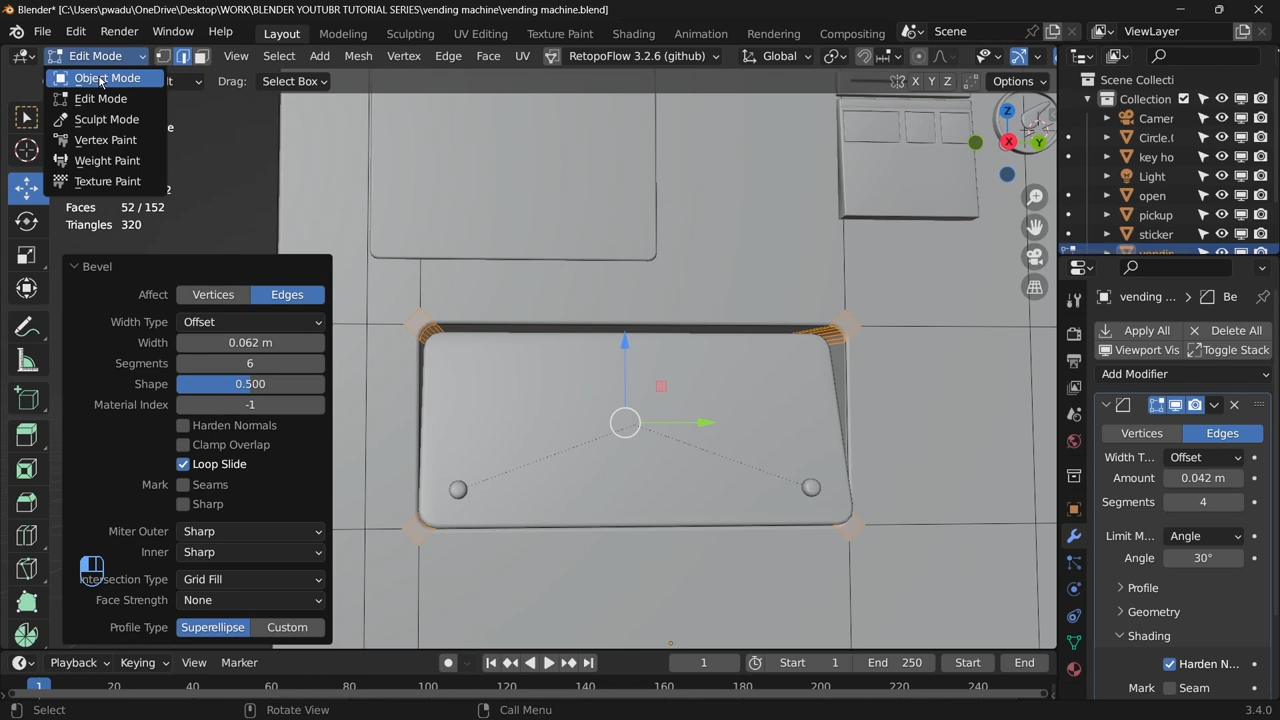 Blender* [C:\Users\pwadu\OneDrive\Desktop\WORK\BLENDER YOUTUBR TUTORIAL SERIES\vending machine\vending machine.blend]
File Edit Render Window Help Layout Modeling Sculpting UV Editing Texture Paint Shading Animation Rendering Compositing Scene ViewLayer
Edit Mode View Select Add Mesh Vertex Edge Face UV RetopoFlow 3.2.6 (github) Global
Drag: Select Box X Y Z Options
Object Mode
Edit Mode
Sculpt Mode
Vertex Paint
Weight Paint
Texture Paint
Faces 52 / 152
Triangles 320
Bevel
Affect Vertices Edges
Width Type Offset
Width 0.062 m
Segments 6
Shape 0.500
Material Index -1
Harden Normals
Clamp Overlap
Loop Slide
Mark Seams
Sharp
Miter Outer Sharp
Inner Sharp
Intersection Type Grid Fill
Face Strength None
Profile Type Superellipse Custom
Z
X
Y
Scene Collecti
Collection
Camer
Circle.(
key ho
Light
open
pickup
sticker
vending ... Be
Apply All Delete All
Viewport Vis Toggle Stack
Add Modifier
Vertices Edges
Width T... Offset
Amount 0.042 m
Segments 4
Limit M... Angle
Angle 30°
Profile
Geometry
Shading
Harden N...
Mark Seam
Playback Keying View Marker 1 Start 1 End 250 Start End
1 20 40 60 80 100 120 140 160 180 200 220 240
Select Rotate View Call Menu 3.4.0